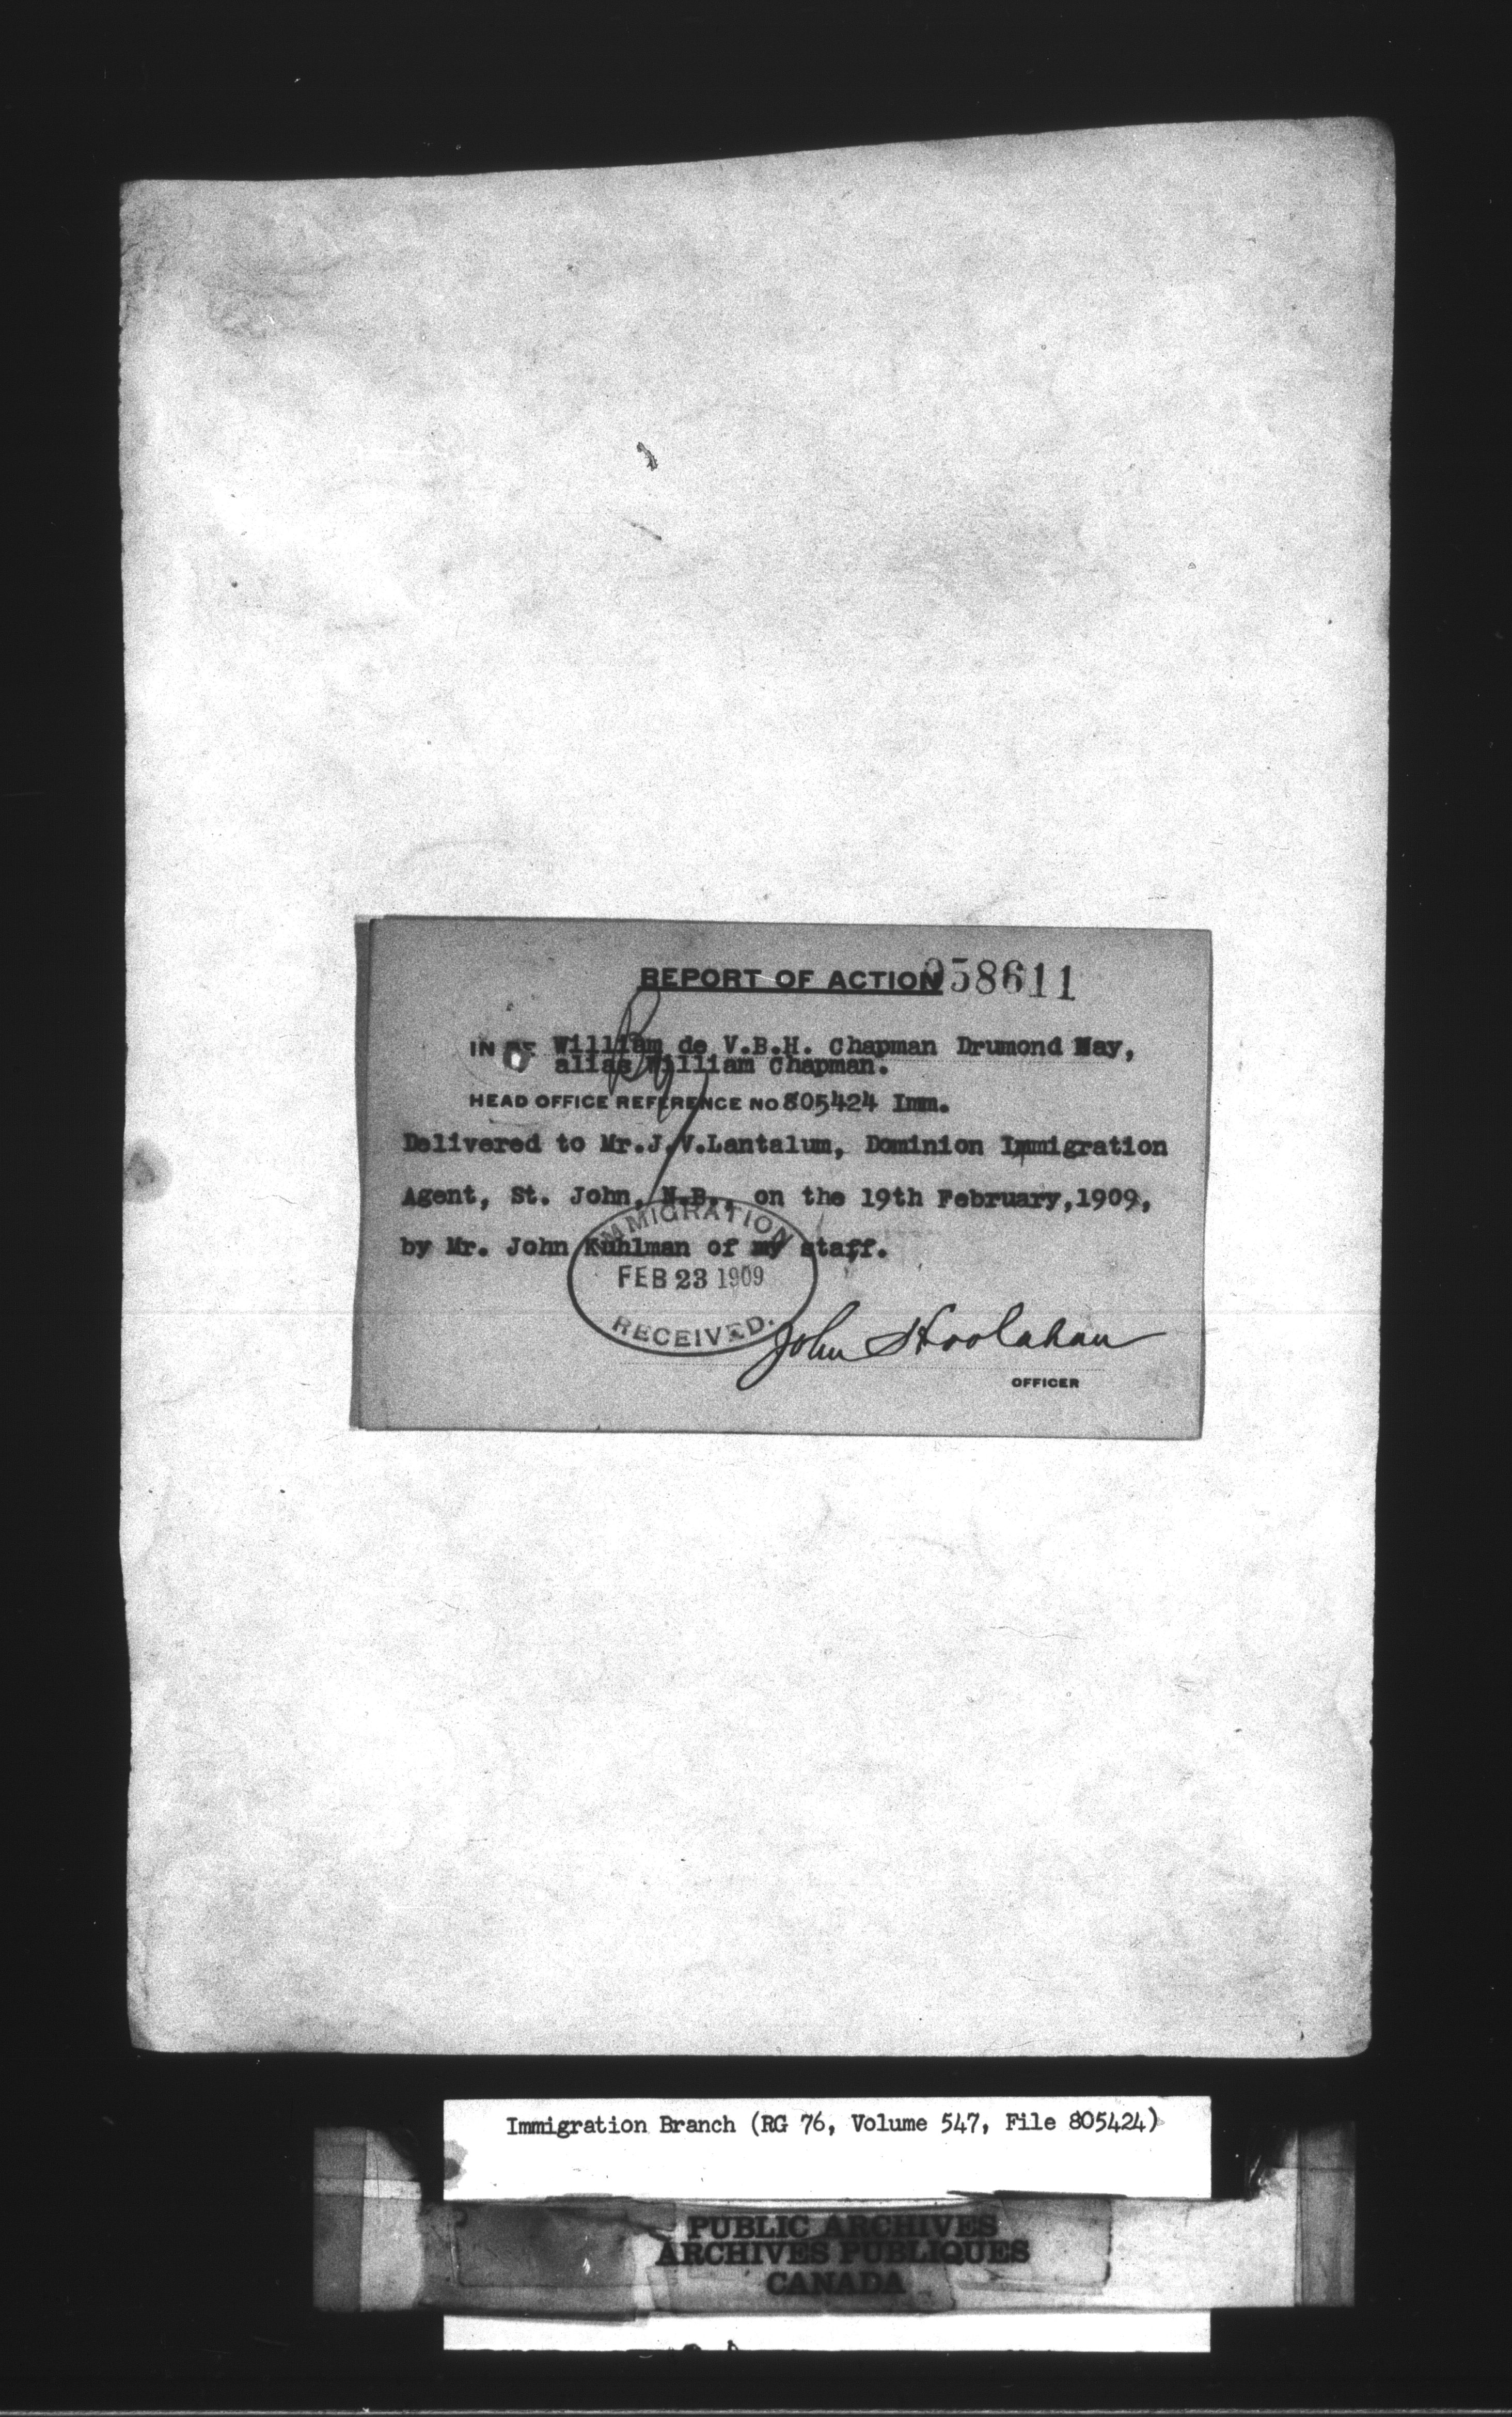 REPORT OF ACTION 958611
IN RE William de V.B.H. Chapman Drumond May,
alias William Chapman.
HEAD OFFICE REFERENCE NO 805424 Imm.
Delivered to Mr.J.V.Lantalum, Dominion Immigration
Agent, St. John, N.B., on the 19th February,1909,
by Mr. John Kuhlman of my staff.
IMMIGRATION
FEB 23 1909
RECEIVED.
John Hoolahan
OFFICER
Immigration Branch (RG 76, Volume 547, File 805424)
PUBLIC ARCHIVES
ARCHIVES PUBLIQUES
CANADA